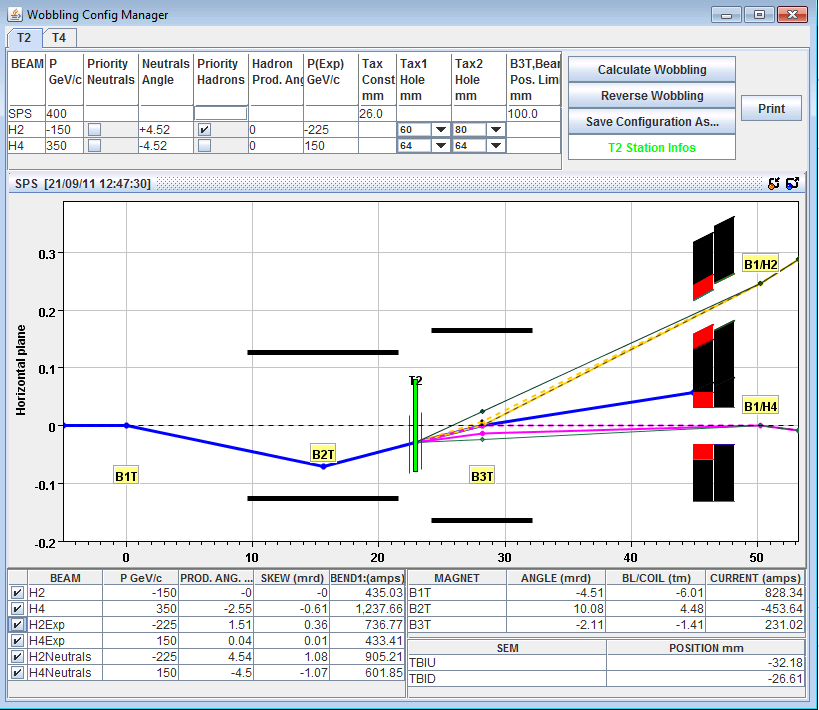 Wobbling Config Manager
T2 T4
BEAM P Priority Neutrals Priority Hadron P(Exp) Tax Tax1 Tax2 B3T,Bear
GeV/c Neutrals Angle Hadrons Prod. Ang GeV/c Const Hole Hole Pos. Lim
mm mm mm mm
SPS 400 26.0 100.0
H2 -150 +4.52 0 -225 60 80
H4 350 -4.52 0 150 64 64
Calculate Wobbling
Reverse Wobbling
Save Configuration As...
T2 Station Infos
Print
SPS [21/09/11 12:47:30]
Horizontal plane
0.3
0.2
0.1
0
-0.1
-0.2
B1/H2
T2
B1/H4
B2T
B1T
B3T
0 10 20 30 40 50
BEAM P GeV/c PROD. ANG. ... SKEW (mrd) BEND1:(amps)
H2 -150 -0 -0 435.03
H4 350 -2.55 -0.61 1,237.66
H2Exp -225 1.51 0.36 736.77
H4Exp 150 0.04 0.01 433.41
H2Neutrals -225 4.54 1.08 905.21
H4Neutrals 150 -4.5 -1.07 601.85
MAGNET ANGLE (mrd) BL/COIL (tm) CURRENT (amps)
B1T -4.51 -6.01 828.34
B2T 10.08 4.48 -453.64
B3T -2.11 -1.41 231.02
SEM POSITION mm
TBIU -32.18
TBID -26.61